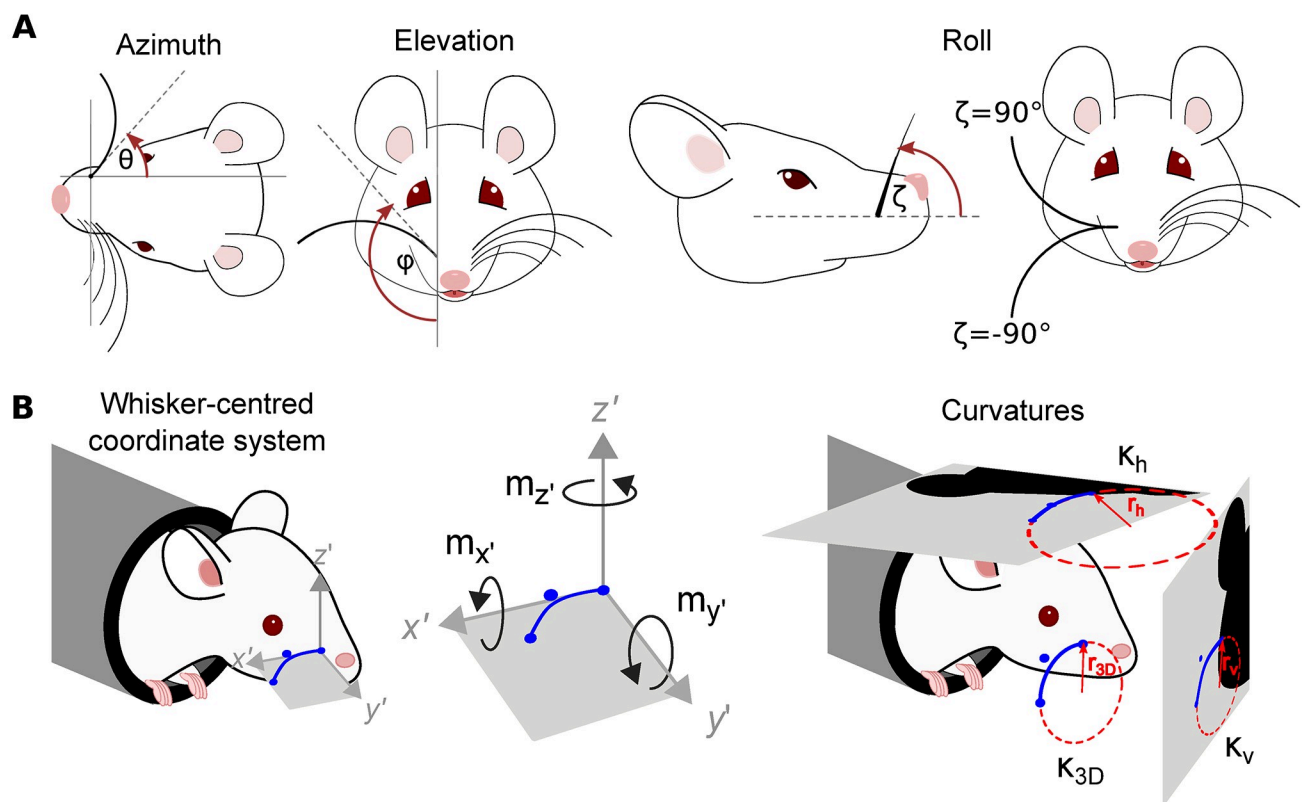 A
Azimuth
Elevation
Roll
θ
φ
ζ
ζ=90°
ζ=-90°
B
Whisker-centred
coordinate system
Curvatures
z'
x'
y'
z'
m_z'
m_x'
m_y'
x'
y'
κ_h
r_h
r_3D
r_v
κ_3D
κ_v